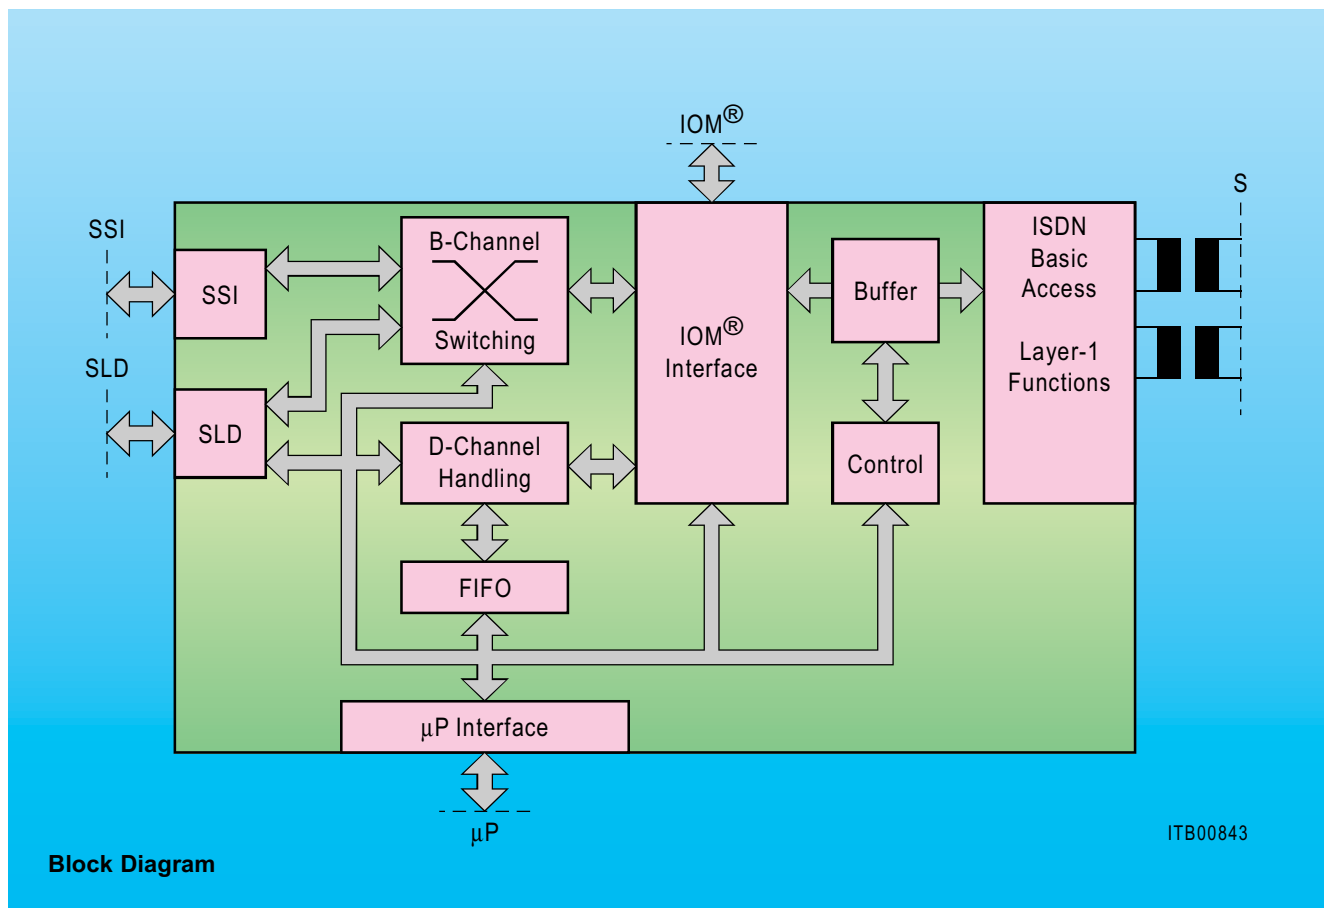 IOM®
S
SSI
SLD
SSI
SLD
B-Channel
Switching
D-Channel
Handling
FIFO
µP Interface
IOM®
Interface
Buffer
Control
ISDN
Basic
Access
Layer-1
Functions
µP
ITB00843
Block Diagram